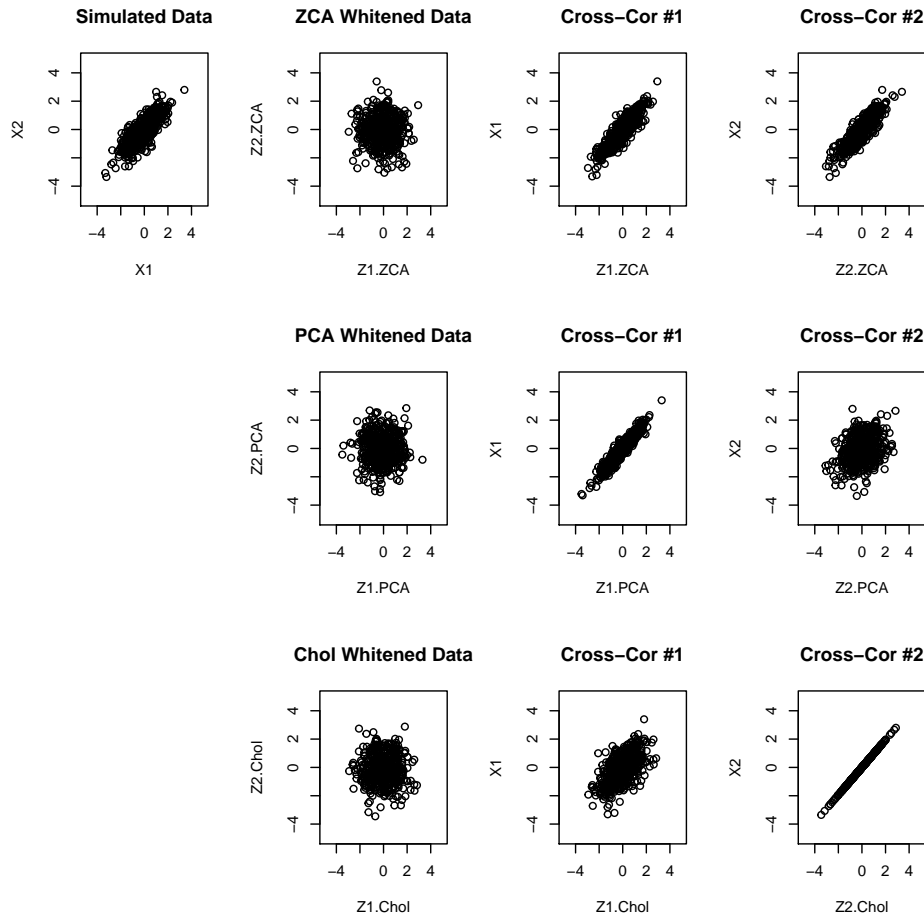 Simulated Data
ZCA Whitened Data
Cross−Cor #1
Cross−Cor #2
4
2
0
−4
X2
−4 0 2 4
X1
4
2
0
−4
Z2.ZCA
−4 0 2 4
Z1.ZCA
4
2
0
−4
X1
−4 0 2 4
Z1.ZCA
4
2
0
−4
X2
−4 0 2 4
Z2.ZCA
PCA Whitened Data
Cross−Cor #1
Cross−Cor #2
4
2
0
−4
Z2.PCA
−4 0 2 4
Z1.PCA
4
2
0
−4
X1
−4 0 2 4
Z1.PCA
4
2
0
−4
X2
−4 0 2 4
Z2.PCA
Chol Whitened Data
Cross−Cor #1
Cross−Cor #2
4
2
0
−4
Z2.Chol
−4 0 2 4
Z1.Chol
4
2
0
−4
X1
−4 0 2 4
Z1.Chol
4
2
0
−4
X2
−4 0 2 4
Z2.Chol